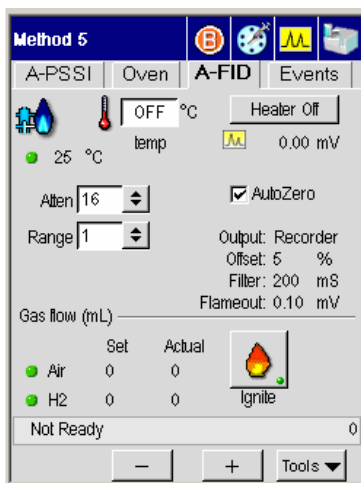 Method 5 B
A-PSSI Oven A-FID Events
OFF °C Heater Off
temp 0.00 mV
25 °C
Atten 16 AutoZero
Range 1 Output: Recorder
Offset: 5 %
Filter: 200 mS
Flameout: 0.10 mV
Gas flow (mL)
Set Actual
Air 0 0
H2 0 0 Ignite
Not Ready 0
− + Tools